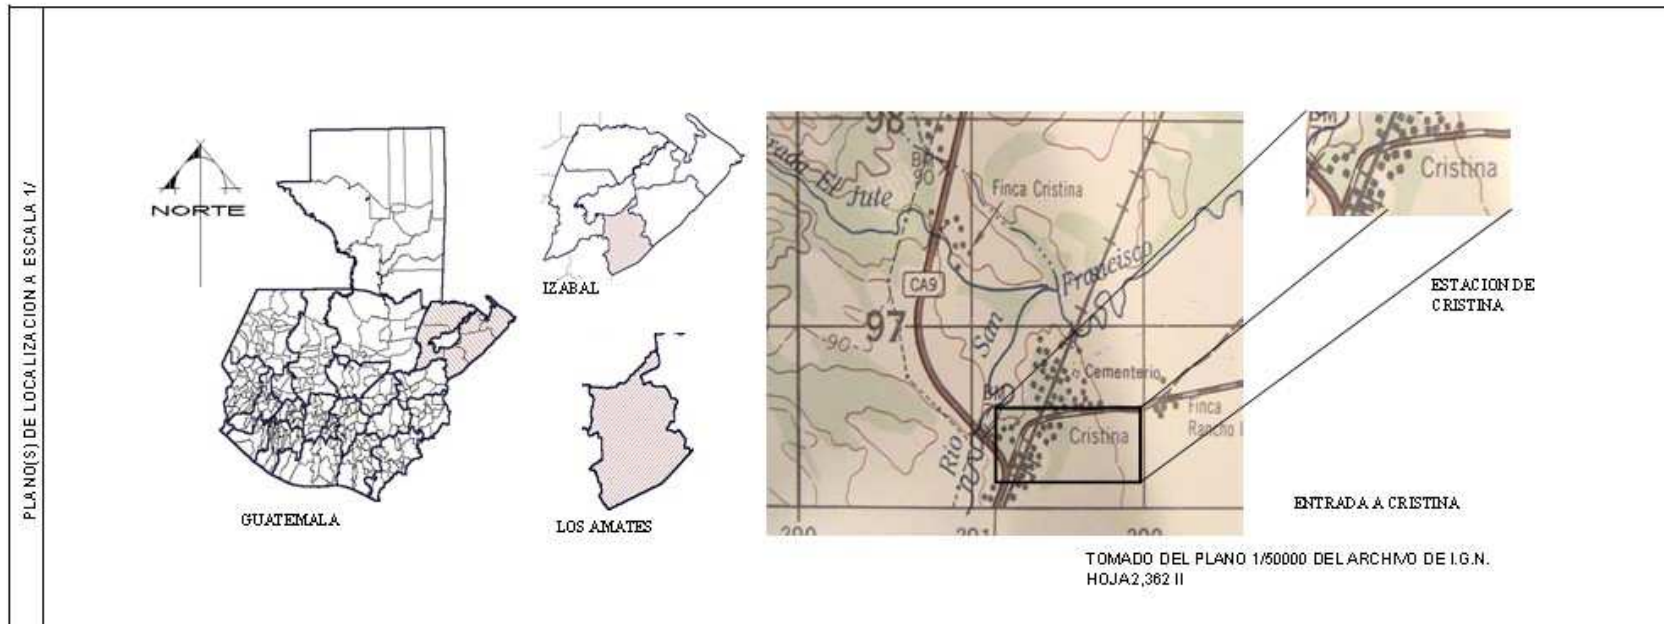 PLANO(S) DE LOCALIZACION A ESCALA 1/
NORTE
GUATEMALA
IZABAL
LOS AMATES
98
BM
90
El Jute
Finca Cristina
CA9
Francisco
San
97
-90-
Cementerio
BM
Finca
Rancho
Cristina
Rio
BM
Cristina
ESTACION DE
CRISTINA
ENTRADA A CRISTINA
TOMADO DEL PLANO 1/50000 DEL ARCHIVO DE I.G.N.
HOJA 2,362 II